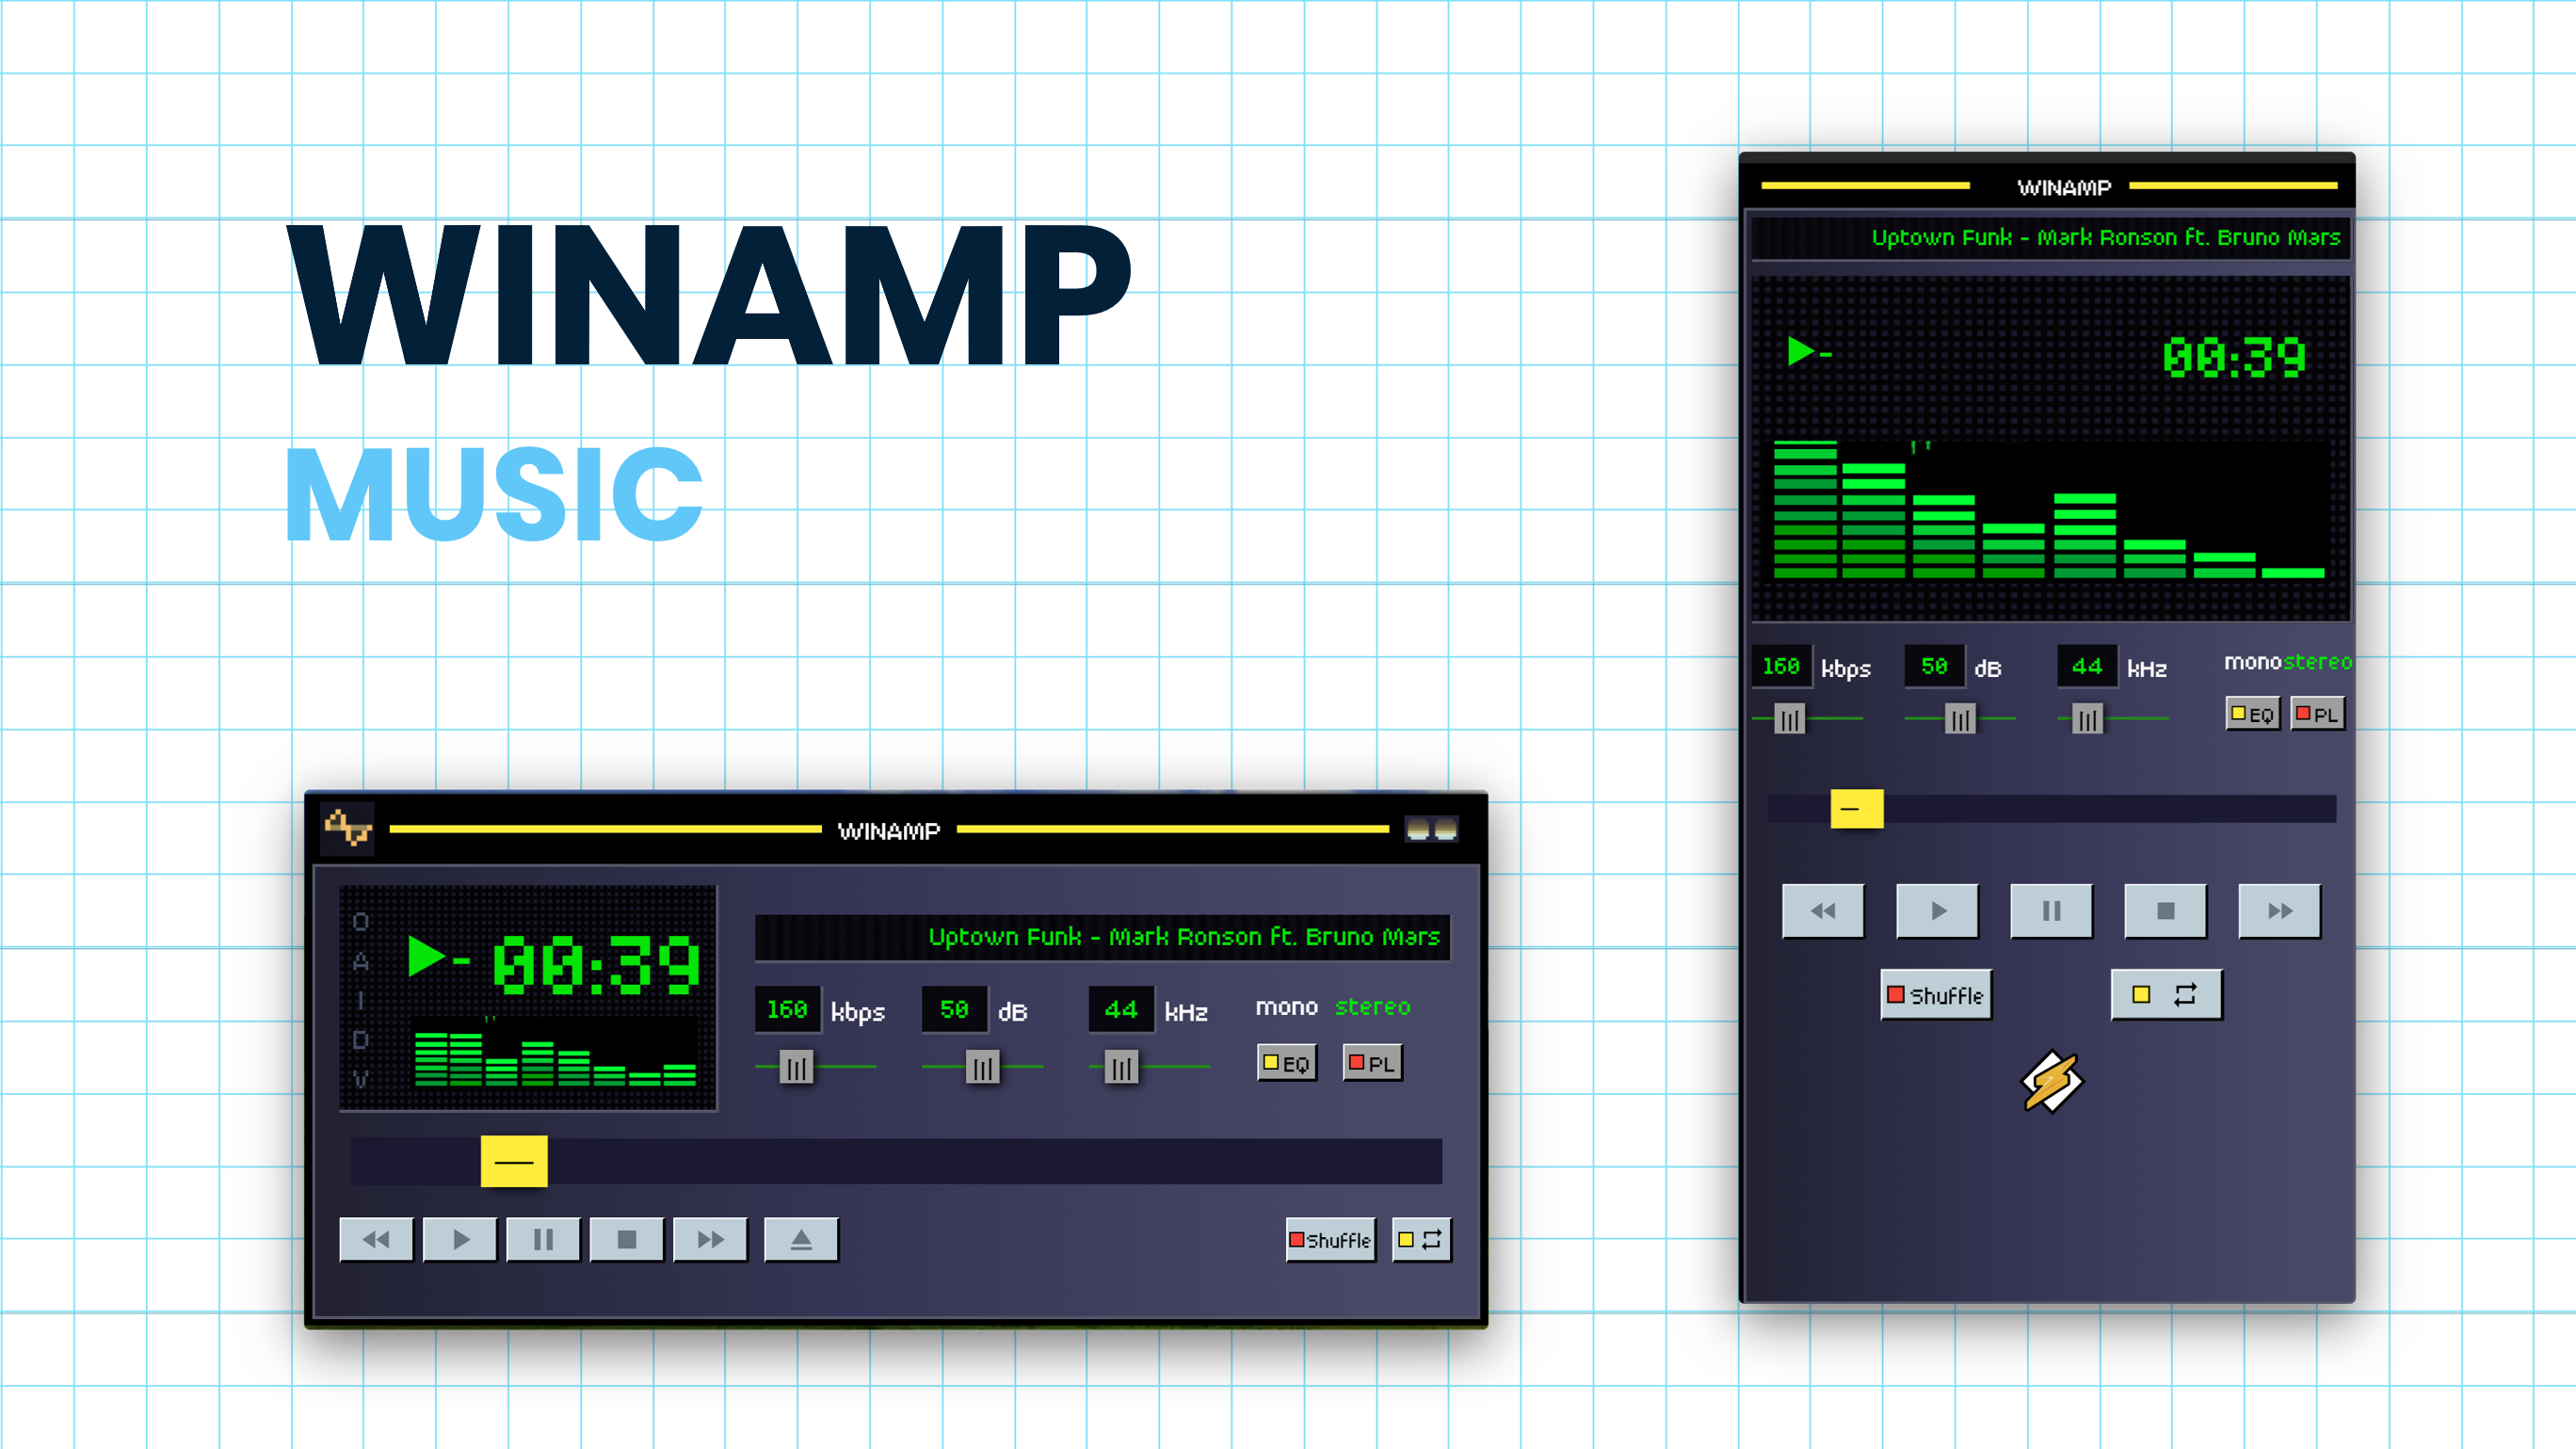 WINAMP
MUSIC
WINAMP
O
A
I
D
V
00:39
Uptown Funk - Mark Ronson ft. Bruno Mars
160 kbps 50 dB 44 kHz mono stereo
EQ PL
Shuffle
WINAMP
Uptown Funk - Mark Ronson ft. Bruno Mars
00:39
160 kbps 50 dB 44 kHz mono stereo
EQ PL
Shuffle